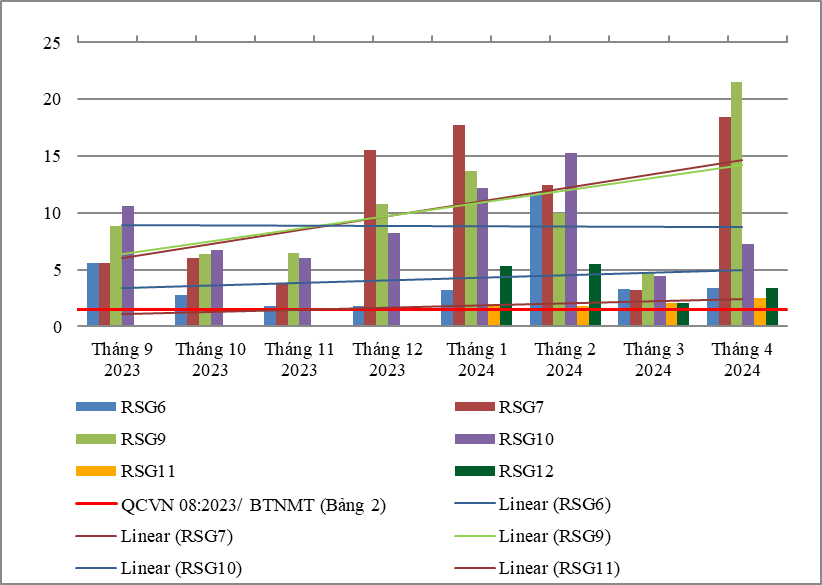 25
20
15
10
5
0
Tháng 9 Tháng 10 Tháng 11 Tháng 12 Tháng 1 Tháng 2 Tháng 3 Tháng 4
2023 2023 2023 2023 2024 2024 2024 2024
RSG6 RSG7
RSG9 RSG10
RSG11 RSG12
QCVN 08:2023/ BTNMT (Bảng 2) Linear (RSG6)
Linear (RSG7) Linear (RSG9)
Linear (RSG10) Linear (RSG11)